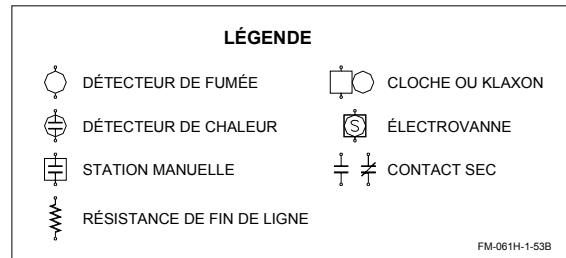 LÉGENDE
DÉTECTEUR DE FUMÉE
DÉTECTEUR DE CHALEUR
STATION MANUELLE
RÉSISTANCE DE FIN DE LIGNE
CLOCHE OU KLAXON
S
ÉLECTROVANNE
CONTACT SEC
FM-061H-1-53B